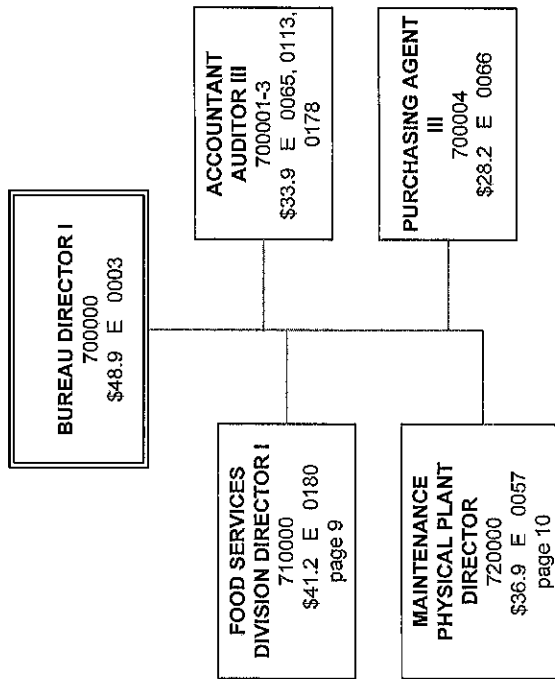 BUREAU DIRECTOR I
700000
$48.9 E 0003
FOOD SERVICES
DIVISION DIRECTOR I
710000
$41.2 E 0180
page 9
ACCOUNTANT
AUDITOR III
700001-3
$33.9 E 0065, 0113,
0178
MAINTENANCE
PHYSICAL PLANT
DIRECTOR
720000
$36.9 E 0057
page 10
PURCHASING AGENT
III
700004
$28.2 E 0066